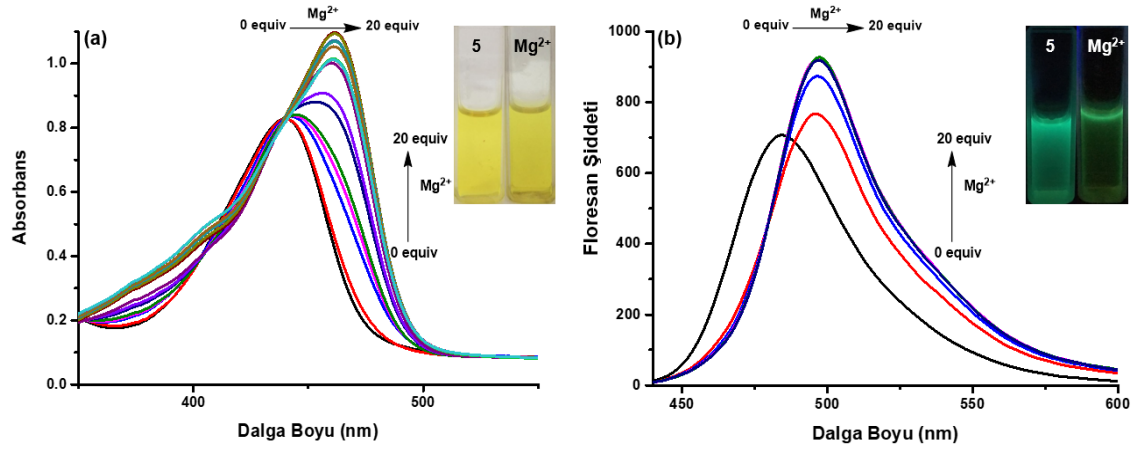 (a)
Mg²⁺
0 equiv 20 equiv
5 Mg²⁺
20 equiv
Mg²⁺
0 equiv
Absorbans
1.0
0.8
0.6
0.4
0.2
0.0
400 500
Dalga Boyu (nm)
(b)
Mg²⁺
0 equiv 20 equiv
5 Mg²⁺
20 equiv
Mg²⁺
0 equiv
Floresan Şiddeti
1000
800
600
400
200
0
450 500 550 600
Dalga Boyu (nm)